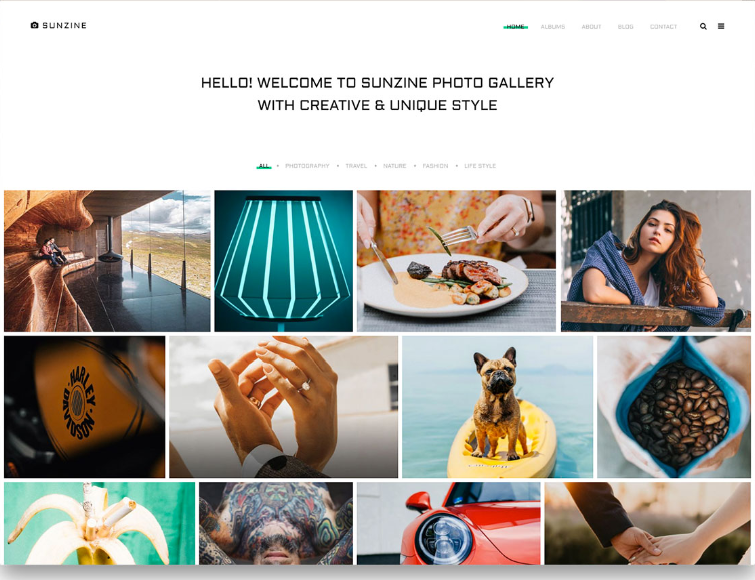 SUNZINE
HOME ALBUMS ABOUT BLOG CONTACT
HELLO! WELCOME TO SUNZINE PHOTO GALLERY
WITH CREATIVE & UNIQUE STYLE
ALL • PHOTOGRAPHY • TRAVEL • NATURE • FASHION • LIFE STYLE
HARLEY
DAVIDSON